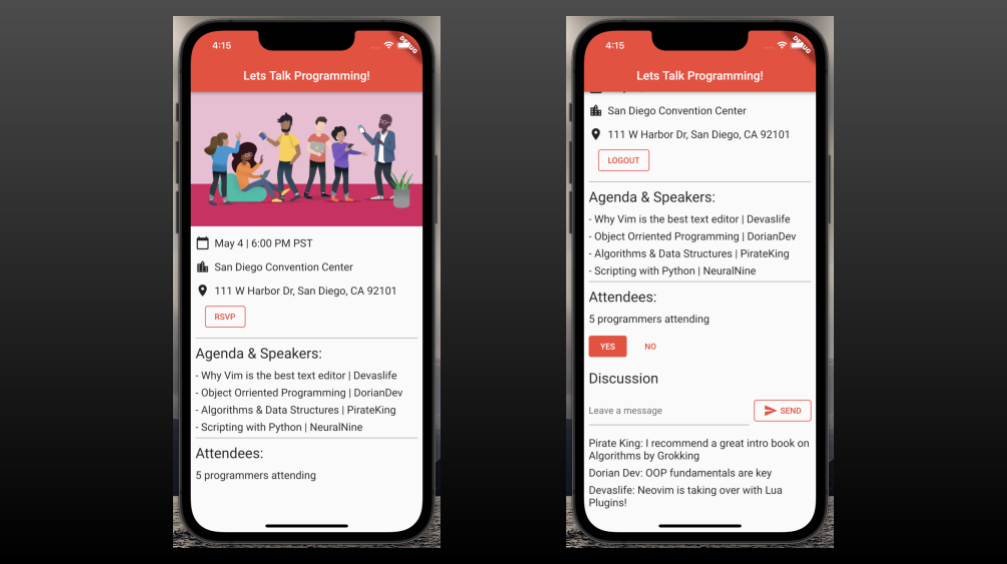 4:15
DEBUG
Lets Talk Programming!
May 4 | 6:00 PM PST
San Diego Convention Center
111 W Harbor Dr, San Diego, CA 92101
RSVP
Agenda & Speakers:
- Why Vim is the best text editor | Devaslife
- Object Orriented Programming | DorianDev
- Algorithms & Data Structures | PirateKing
- Scripting with Python | NeuralNine
Attendees:
5 programmers attending
4:15
DEBUG
Lets Talk Programming!
San Diego Convention Center
111 W Harbor Dr, San Diego, CA 92101
LOGOUT
Agenda & Speakers:
- Why Vim is the best text editor | Devaslife
- Object Orriented Programming | DorianDev
- Algorithms & Data Structures | PirateKing
- Scripting with Python | NeuralNine
Attendees:
5 programmers attending
YES NO
Discussion
Leave a message SEND
Pirate King: I recommend a great intro book on
Algorithms by Grokking
Dorian Dev: OOP fundamentals are key
Devaslife: Neovim is taking over with Lua
Plugins!